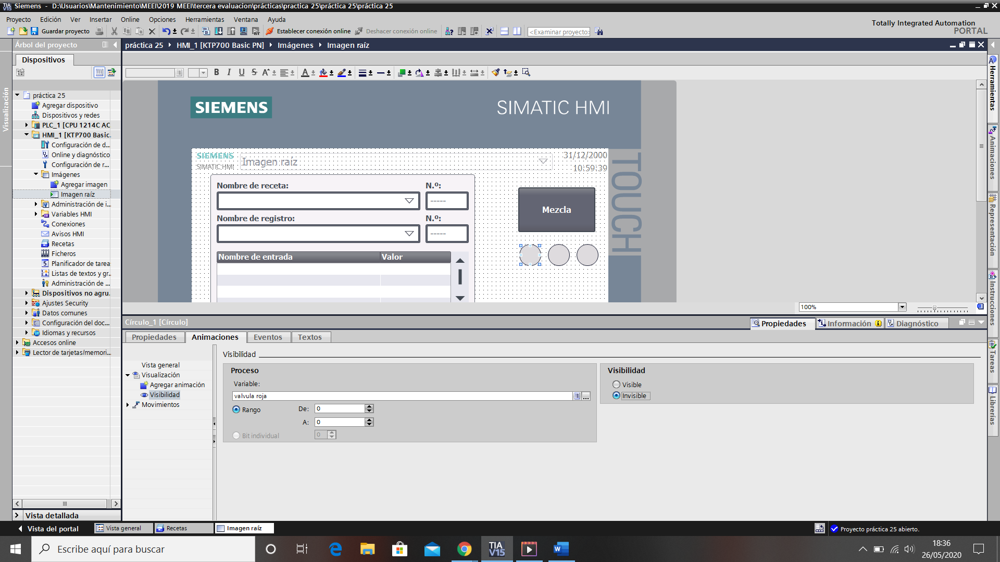 TIA V15 Siemens - D:\Usuarios\Mantenimiento\MEEI\2019 MEEI\tercera evaluacion\prácticas\practica 25\práctica 25\práctica 25
Proyecto Edición Ver Insertar Online Opciones Herramientas Ventana Ayuda
Totally Integrated Automation
PORTAL
Guardar proyecto Establecer conexión online Deshacer conexión online <Examinar proyecto>
Árbol del proyecto
práctica 25 HMI_1 [KTP700 Basic PN] Imágenes Imagen raíz
Dispositivos
B I U S A A
Visualización
práctica 25
Agregar dispositivo
Dispositivos y redes
PLC_1 [CPU 1214C AC
HMI_1 [KTP700 Basic.
Configuración de d...
Online y diagnóstico
Configuración de r...
Imágenes
Agregar imagen
Imagen raíz
Administración de i...
Variables HMI
Conexiones
Avisos HMI
Recetas
Ficheros
Planificador de tarea
Listas de textos y gr.
Administración de ...
Dispositivos no agru.
Ajustes Security
Datos comunes
Configuración del doc...
Idiomas y recursos
Accesos online
Lector de tarjetas/memori...
Vista detallada
SIEMENS
SIMATIC HMI
TOUCH
SIEMENS
SIMATIC HMI
Imagen raíz
31/12/2000
10:59:39
Nombre de receta: N.º:
-----
Nombre de registro: N.º:
-----
Nombre de entrada Valor
Mezcla
100%
Herramientas
Animaciones
Representación
Instrucciones
Tareas
Librerías
Círculo_1 [Círculo]
Propiedades Información Diagnóstico
Propiedades Animaciones Eventos Textos
Vista general
Visualización
Agregar animación
Visibilidad
Movimientos
Visibilidad
Proceso
Variable:
valvula roja
...
Rango De: 0
A: 0
Bit individual 0
Visibilidad
Visible
Invisible
Vista del portal Vista general Recetas Imagen raíz
Proyecto práctica 25 abierto.
Escribe aquí para buscar
TIA V15
18:36
26/05/2020